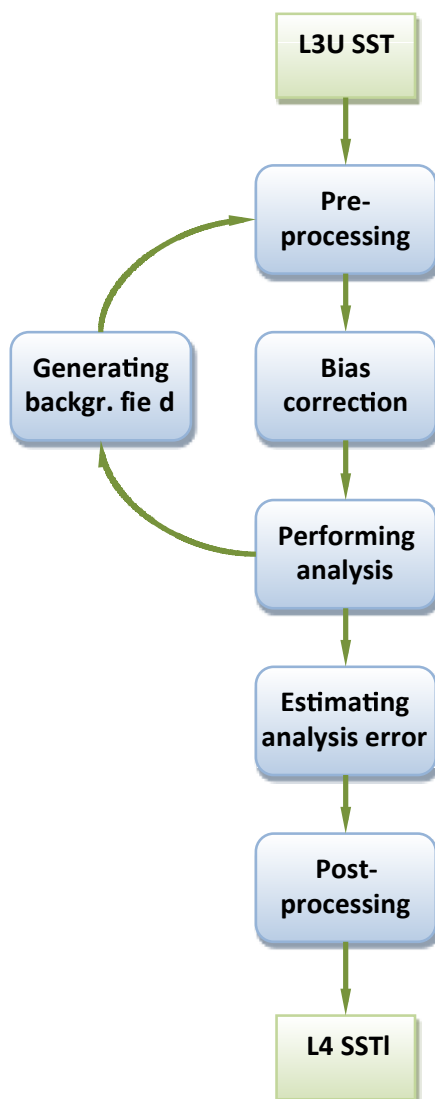 L3U SST
Pre-
processing
Generating
backgr. fie d
Bias
correction
Performing
analysis
Estimating
analysis error
Post-
processing
L4 SSTl